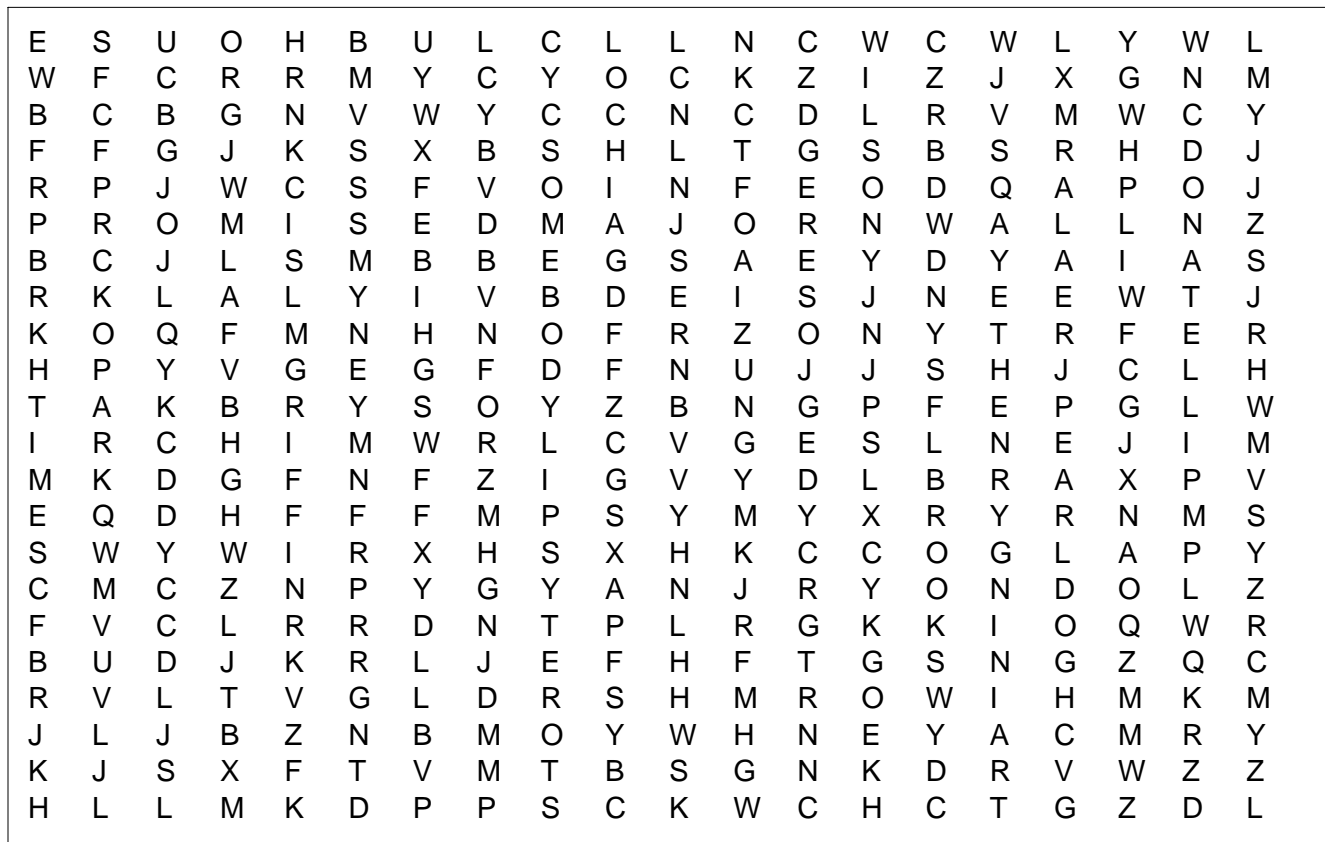 E S U O H B U L C L L N C W C W L Y W L
W F C R R M Y C Y O C K Z I Z J X G N M
B C B G N V W Y C C N C D L R V M W C Y
F F G J K S X B S H L T G S B S R H D J
R P J W C S F V O I N F E O D Q A P O J
P R O M I S E D M A J O R N W A L L N Z
B C J L S M B B E G S A E Y D Y A I A S
R K L A L Y I V B D E I S J N E E W T J
K O Q F M N H N O F R Z O N Y T R F E R
H P Y V G E G F D F N U J J S H J C L H
T A K B R Y S O Y Z B N G P F E P G L W
I R C H I M W R L C V G E S L N E J I M
M K D G F N F Z I G V Y D L B R A X P V
E Q D H F F F M P S Y M Y X R Y R N M S
S W Y W I R X H S X H K C C O G L A P Y
C M C Z N P Y G Y A N J R Y O N D O L Z
F V C L R R D N T P L R G K K I O Q W R
B U D J K R L J E F H F T G S N G Z Q C
R V L T V G L D R S H M R O W I H M K M
J L J B Z N B M O Y W H N E Y A C M R Y
K J S X F T V M T B S G N K D R V W Z Z
H L L M K D P P S C K W C H C T G Z D L